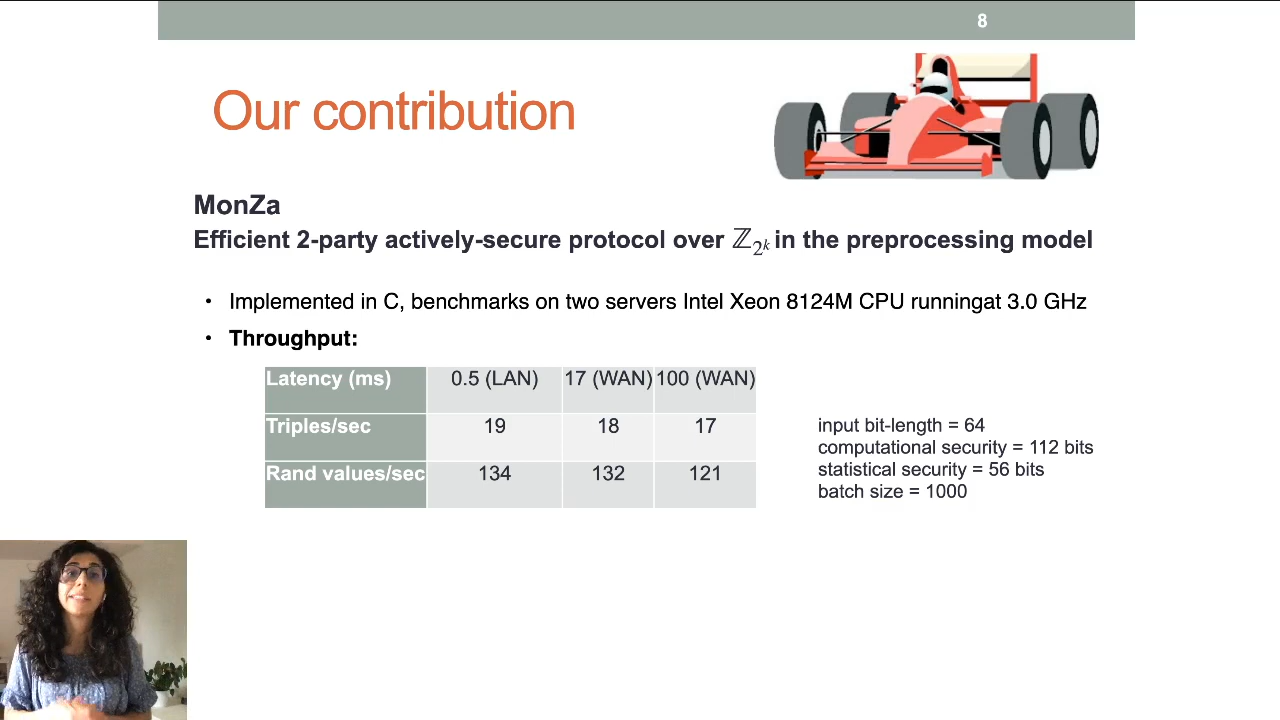 8
Our contribution
MonZa
Efficient 2-party actively-secure protocol over ℤ₂ᵏ in the preprocessing model
• Implemented in C, benchmarks on two servers Intel Xeon 8124M CPU runningat 3.0 GHz
• Throughput:
Latency (ms) 0.5 (LAN) 17 (WAN) 100 (WAN)
Triples/sec 19 18 17
Rand values/sec 134 132 121
input bit-length = 64
computational security = 112 bits
statistical security = 56 bits
batch size = 1000